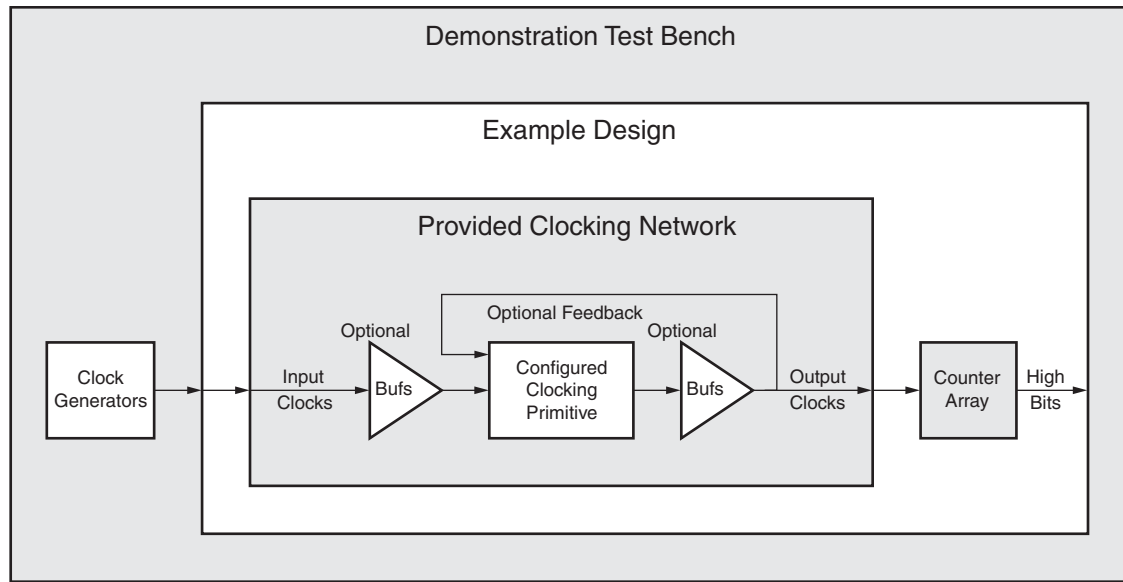 Demonstration Test Bench
Example Design
Provided Clocking Network
Optional Feedback
Optional
Optional
Clock
Generators
Input
Clocks
Bufs
Configured
Clocking
Primitive
Bufs
Output
Clocks
Counter
Array
High
Bits